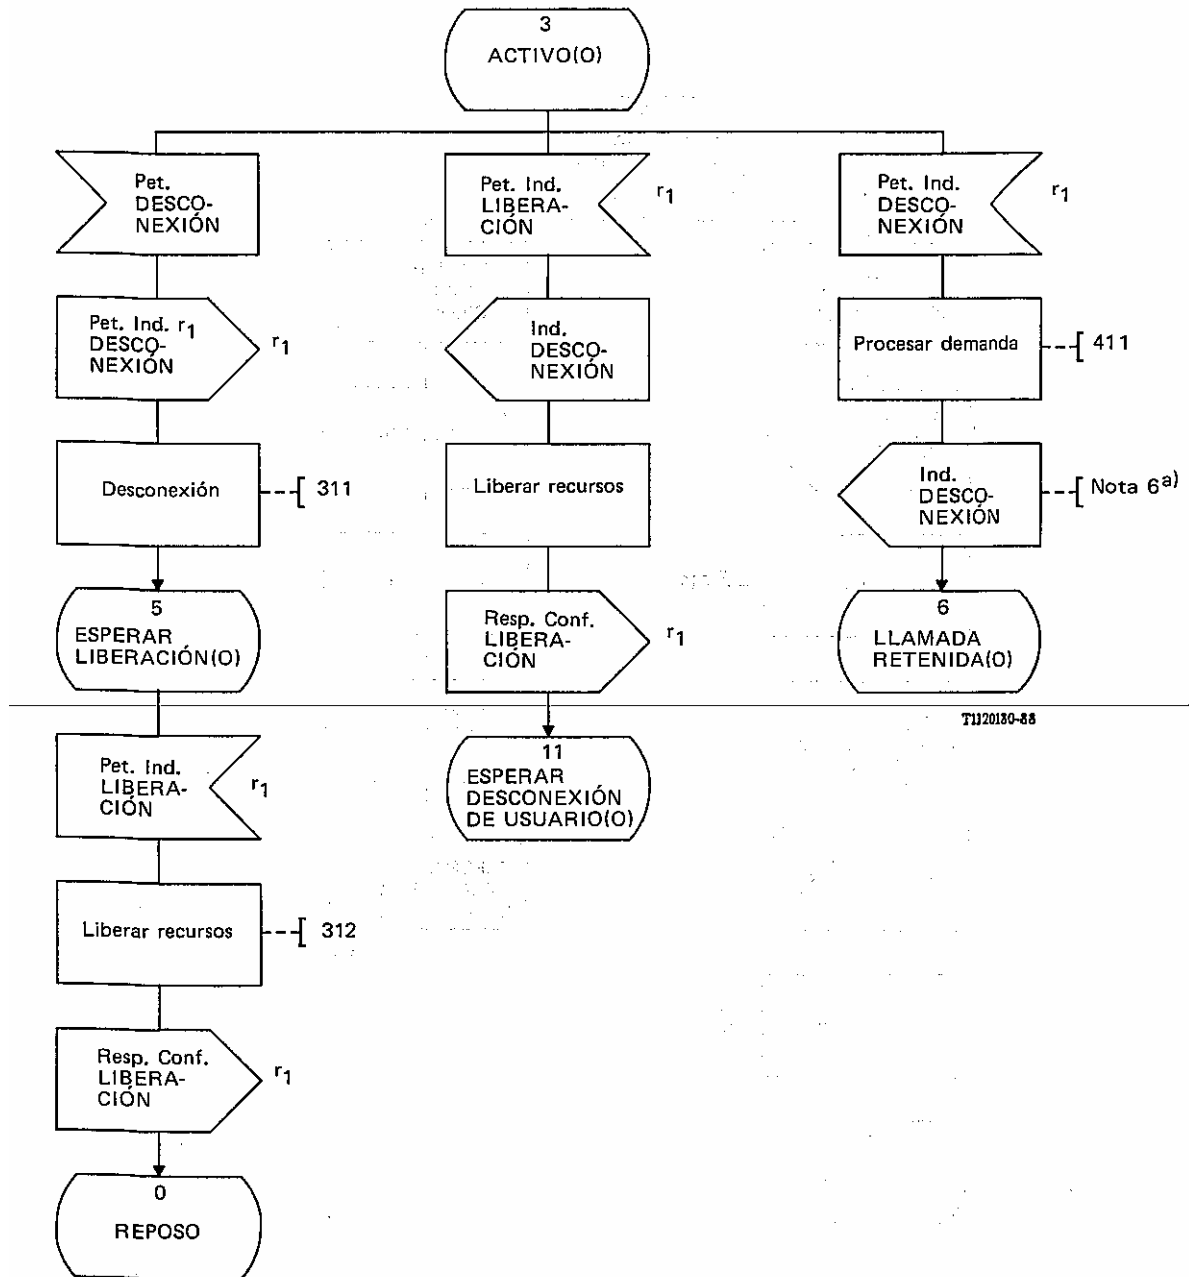 3
ACTIVO(O)
Pet.
DESCO-
NEXIÓN
Pet. Ind.
LIBERA-
CIÓN
r1
Pet. Ind.
DESCO-
NEXIÓN
r1
Pet. Ind. r1
DESCO-
NEXIÓN
r1
Ind.
DESCO-
NEXIÓN
Procesar demanda
411
Desconexión
311
Liberar recursos
Ind.
DESCO-
NEXIÓN
Nota 6a)
5
ESPERAR
LIBERACIÓN(O)
Resp. Conf.
LIBERA-
CIÓN
r1
6
LLAMADA
RETENIDA(O)
T1120180-88
Pet. Ind.
LIBERA-
CIÓN
r1
11
ESPERAR
DESCONEXIÓN
DE USUARIO(O)
Liberar recursos
312
Resp. Conf.
LIBERA-
CIÓN
r1
0
REPOSO